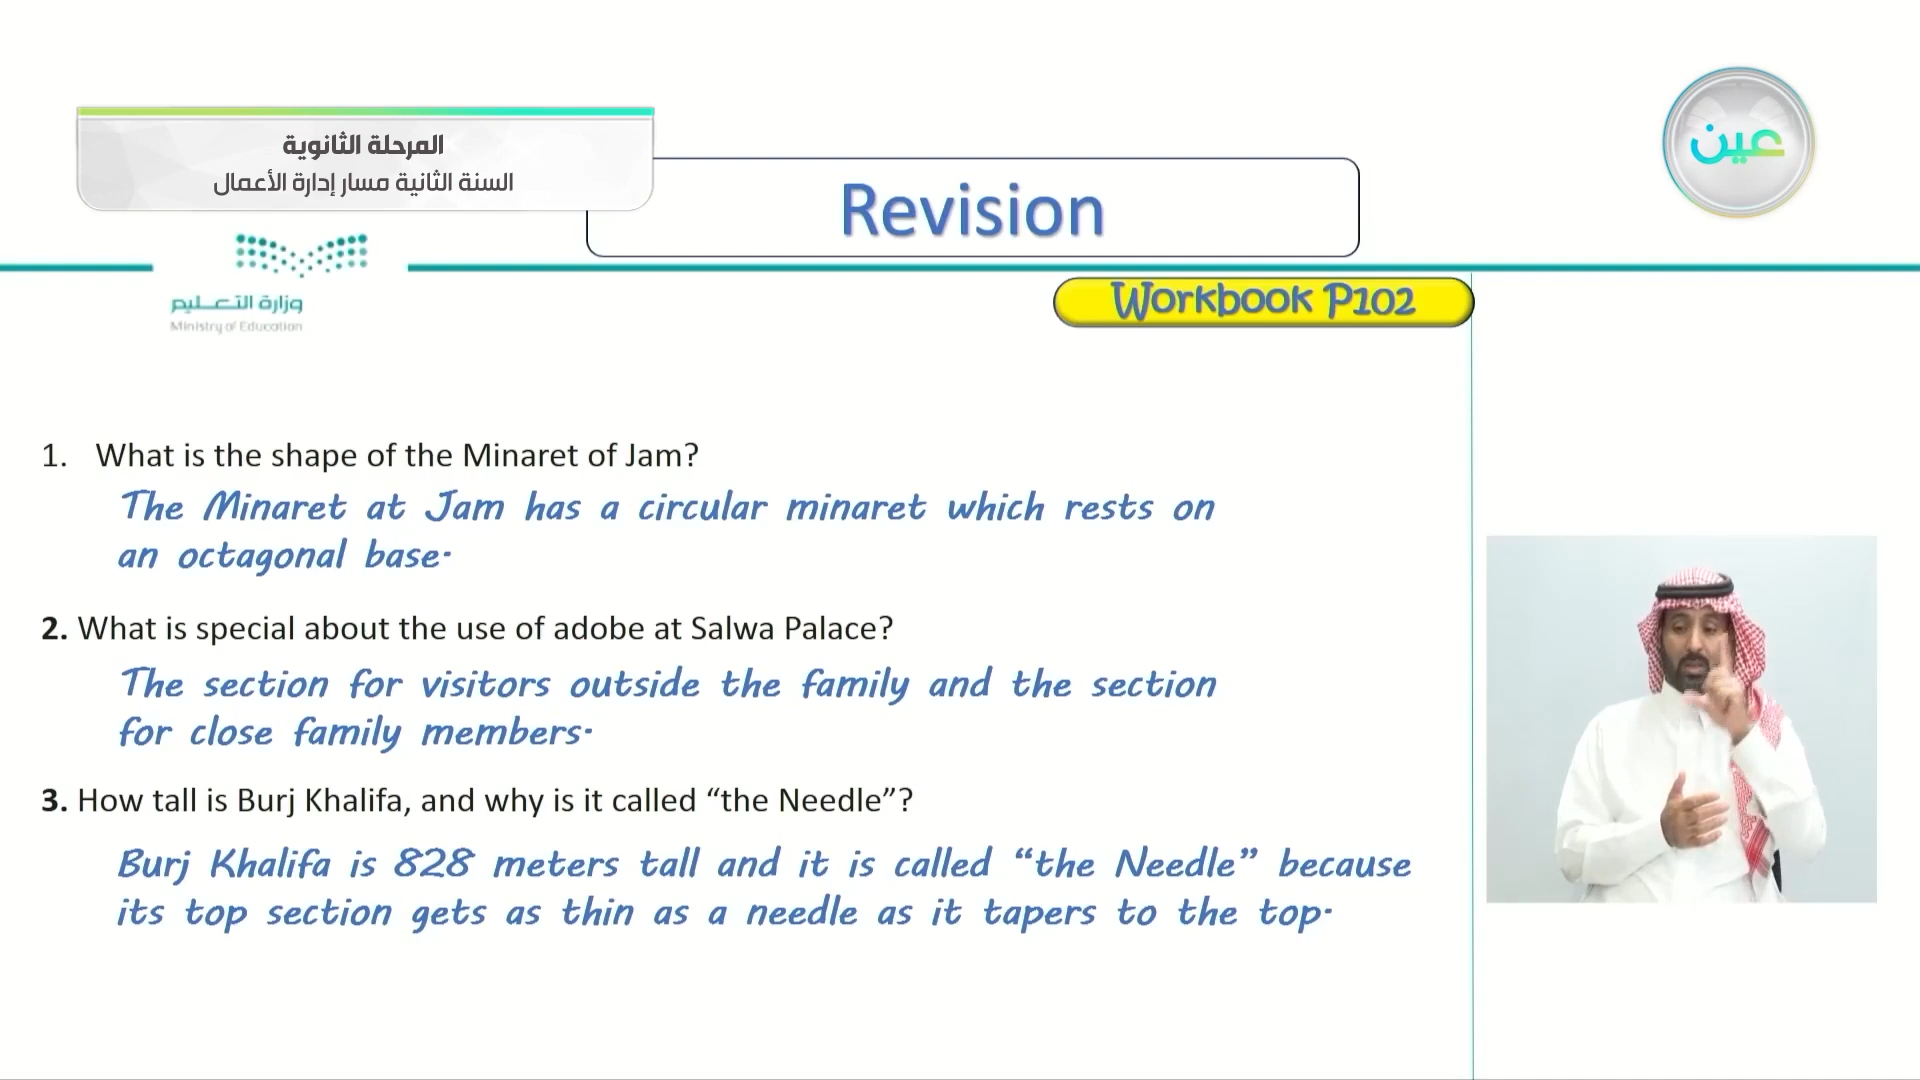 المرحلة الثانوية
السنة الثانية مسار إدارة الأعمال
عين
Revision
وزارة التعليم
Ministry of Education
Workbook P102
1. What is the shape of the Minaret of Jam?
The Minaret at Jam has a circular minaret which rests on
an octagonal base.
2. What is special about the use of adobe at Salwa Palace?
The section for visitors outside the family and the section
for close family members.
3. How tall is Burj Khalifa, and why is it called “the Needle”?
Burj Khalifa is 828 meters tall and it is called “the Needle” because
its top section gets as thin as a needle as it tapers to the top.